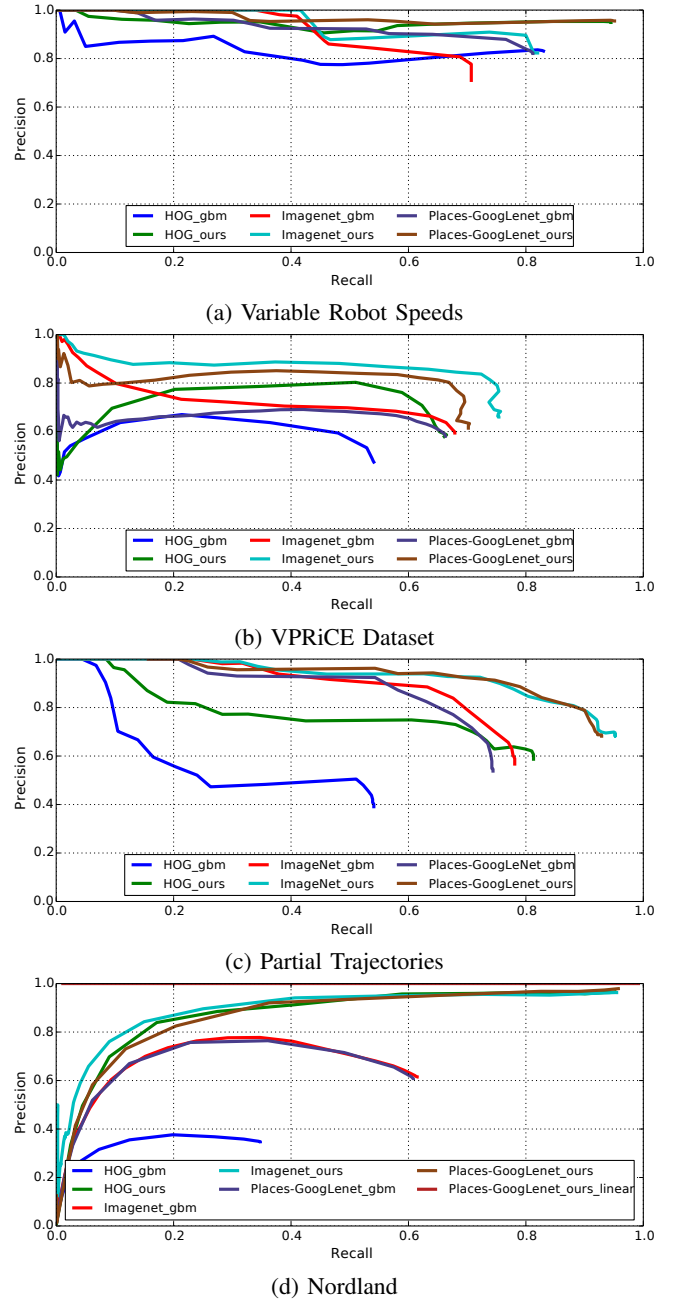 1.0
0.8
0.6
0.4
0.2
0.0
Precision
HOG_gbm
HOG_ours
Imagenet_gbm
Imagenet_ours
Places-GoogLenet_gbm
Places-GoogLenet_ours
0.0 0.2 0.4 0.6 0.8 1.0
Recall
(a) Variable Robot Speeds
1.0
0.8
0.6
0.4
0.2
0.0
Precision
HOG_gbm
HOG_ours
Imagenet_gbm
Imagenet_ours
Places-GoogLenet_gbm
Places-GoogLenet_ours
0.0 0.2 0.4 0.6 0.8 1.0
Recall
(b) VPRiCE Dataset
1.0
0.8
0.6
0.4
0.2
0.0
Precision
HOG_gbm
HOG_ours
ImageNet_gbm
ImageNet_ours
Places-GoogLeNet_gbm
Places-GoogLenet_ours
0.0 0.2 0.4 0.6 0.8 1.0
Recall
(c) Partial Trajectories
1.0
0.8
0.6
0.4
0.2
0.0
Precision
HOG_gbm
HOG_ours
Imagenet_gbm
Imagenet_ours
Places-GoogLenet_gbm
Places-GoogLenet_ours
Places-GoogLenet_ours_linear
0.0 0.2 0.4 0.6 0.8 1.0
Recall
(d) Nordland